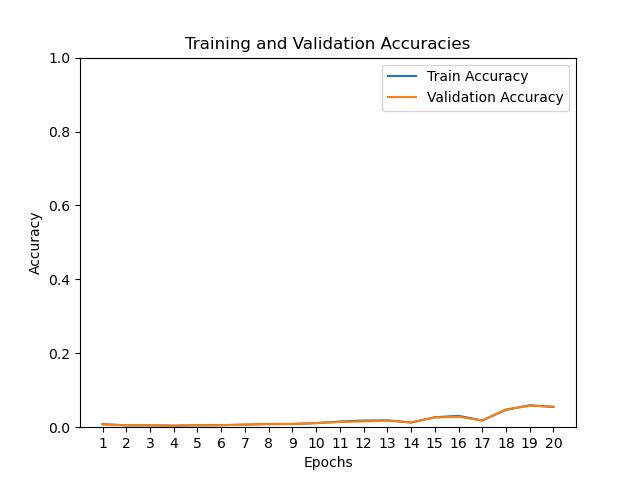 Training and Validation Accuracies
Train Accuracy
Validation Accuracy
1.0
0.8
0.6
0.4
0.2
0.0
Accuracy
1 2 3 4 5 6 7 8 9 10 11 12 13 14 15 16 17 18 19 20
Epochs